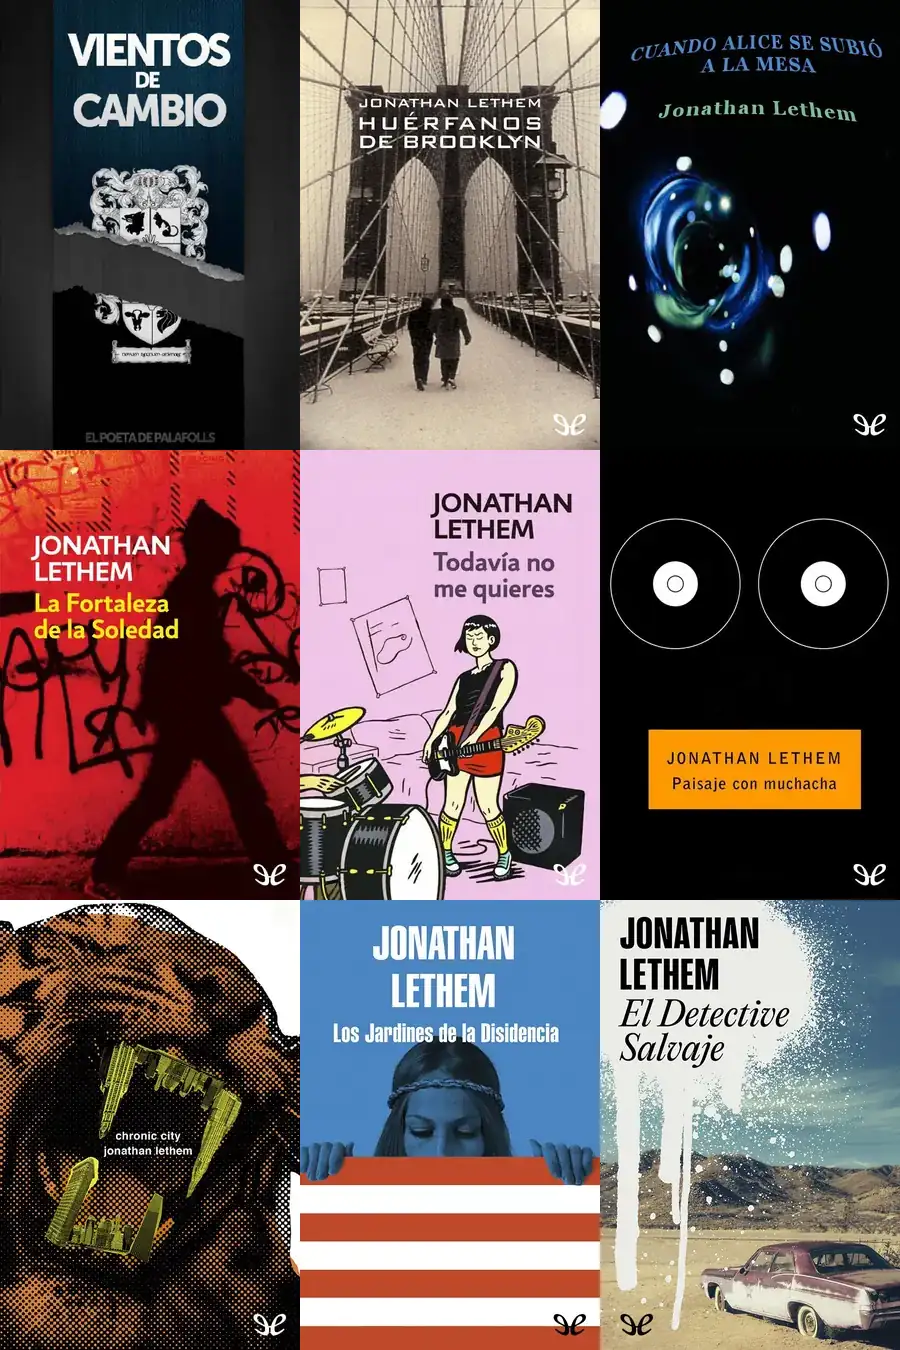 VIENTOS
DE
CAMBIO
EL POETA DE PALAFOLLS
JONATHAN LETHEM
HUÉRFANOS
DE BROOKLYN
CUANDO ALICE SE SUBIÓ
A LA MESA
Jonathan Lethem
JONATHAN
LETHEM
La Fortaleza
de la Soledad
JONATHAN
LETHEM
Todavía no
me quieres
JONATHAN LETHEM
Paisaje con muchacha
chronic city
jonathan lethem
JONATHAN
LETHEM
Los Jardines de la Disidencia
JONATHAN
LETHEM
El Detective
Salvaje